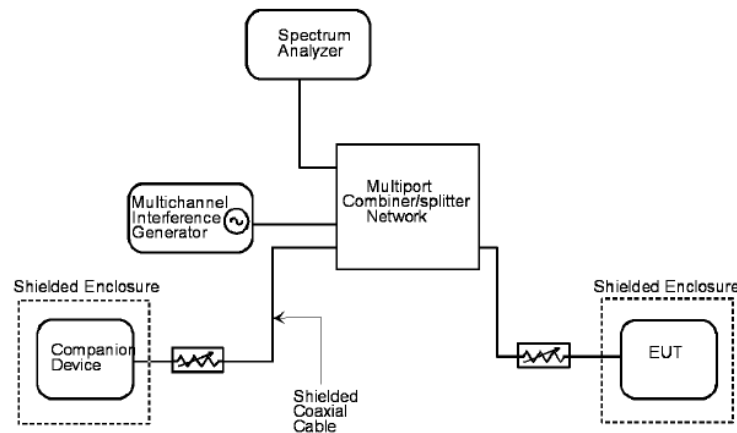 Spectrum
Analyzer
Multiport
Combiner/splitter
Network
Multichannel
Interference
Generator
Shielded Enclosure
Companion
Device
Shielded
Coaxial
Cable
Shielded Enclosure
EUT